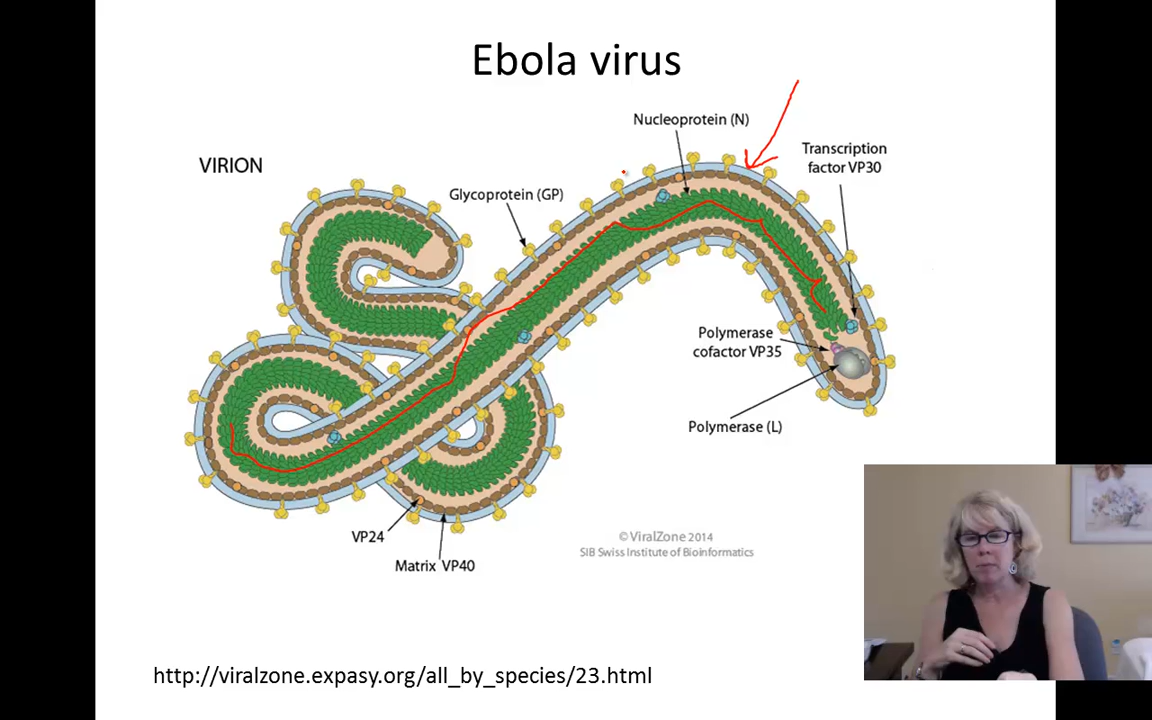 Ebola virus
Nucleoprotein (N)
VIRION
Transcription
factor VP30
Glycoprotein (GP)
Polymerase
cofactor VP35
Polymerase (L)
VP24
Matrix VP40
© ViralZone 2014
SIB Swiss Institute of Bioinformatics
http://viralzone.expasy.org/all_by_species/23.html